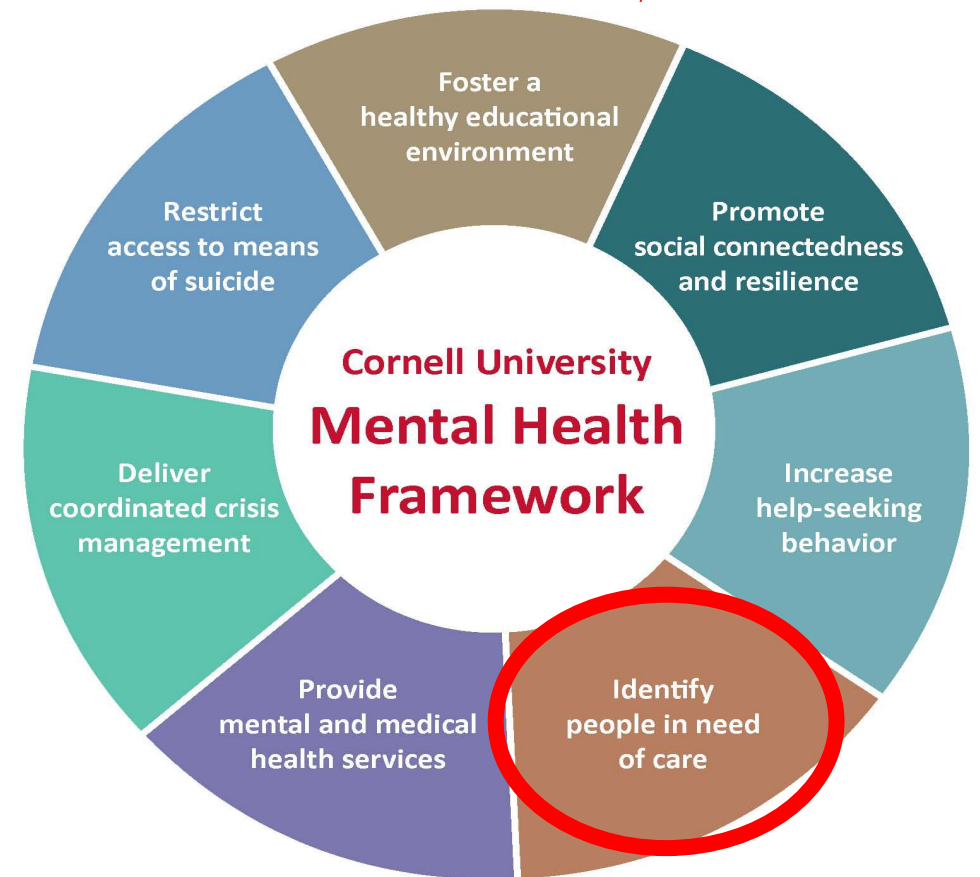 Foster a
healthy educational
environment
Promote
social connectedness
and resilience
Increase
help-seeking
behavior
Identify
people in need
of care
Provide
mental and medical
health services
Deliver
coordinated crisis
management
Restrict
access to means
of suicide
Cornell University
Mental Health
Framework